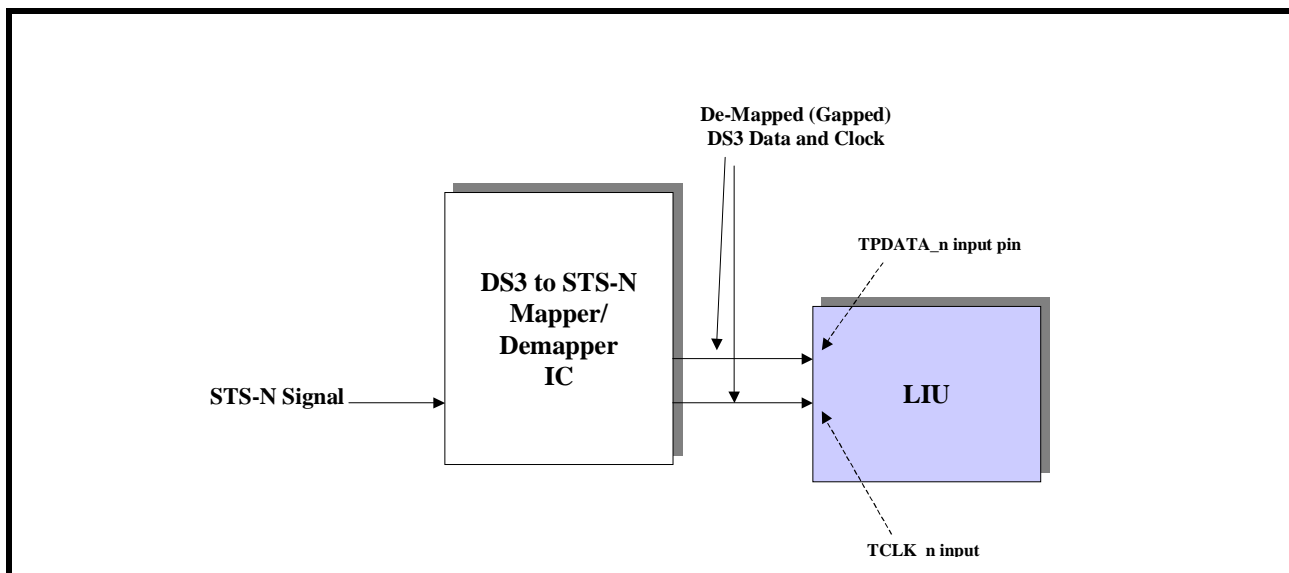 De-Mapped (Gapped)
DS3 Data and Clock
TPDATA_n input pin
DS3 to STS-N
Mapper/
Demapper
IC
STS-N Signal
LIU
TCLK_n input